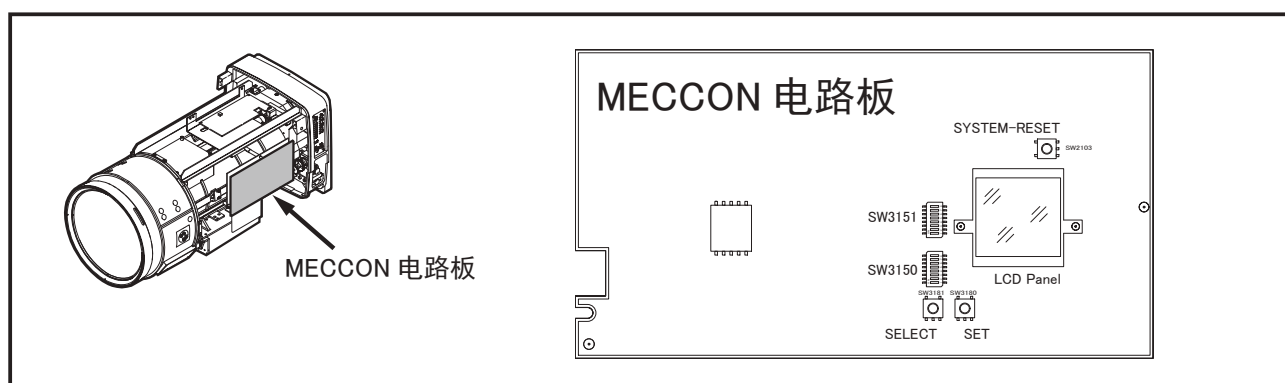 MECCON 电路板
MECCON 电路板
SYSTEM-RESET
SW2103
SW3151
SW3150
LCD Panel
SW3181 SW3180
SELECT SET